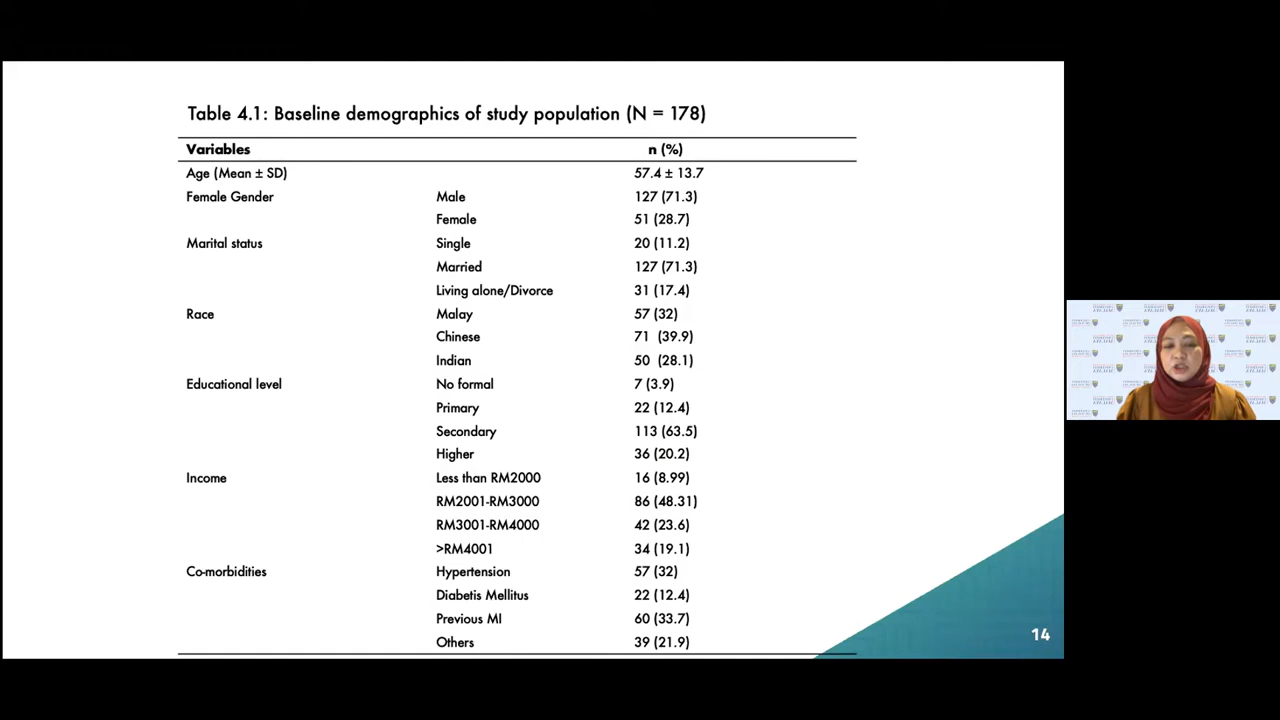 Table 4.1: Baseline demographics of study population (N = 178)
Variables n (%)
Age (Mean ± SD) 57.4 ± 13.7
Female Gender Male 127 (71.3)
Female 51 (28.7)
Marital status Single 20 (11.2)
Married 127 (71.3)
Living alone/Divorce 31 (17.4)
Race Malay 57 (32)
Chinese 71 (39.9)
Indian 50 (28.1)
Educational level No formal 7 (3.9)
Primary 22 (12.4)
Secondary 113 (63.5)
Higher 36 (20.2)
Income Less than RM2000 16 (8.99)
RM2001-RM3000 86 (48.31)
RM3001-RM4000 42 (23.6)
>RM4001 34 (19.1)
Co-morbidities Hypertension 57 (32)
Diabetis Mellitus 22 (12.4)
Previous MI 60 (33.7)
Others 39 (21.9)
14